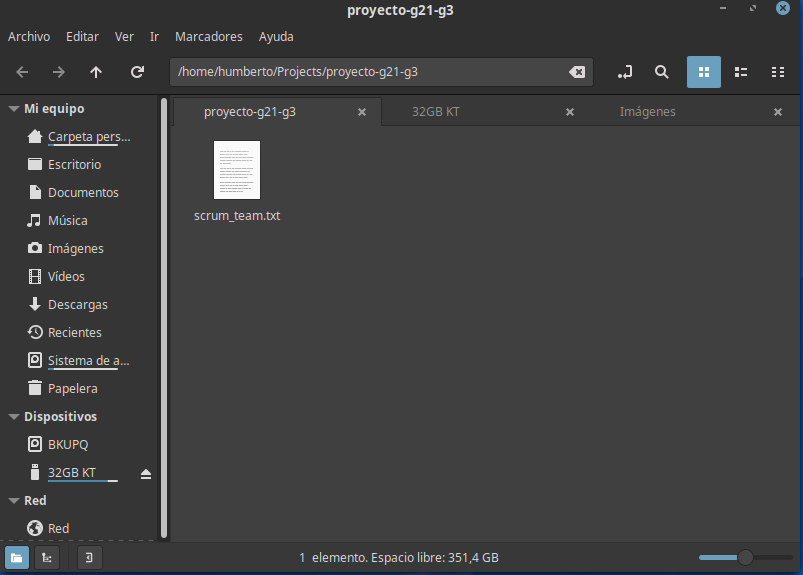 proyecto-g21-g3
Archivo Editar Ver Ir Marcadores Ayuda
/home/humberto/Projects/proyecto-g21-g3
Mi equipo
Carpeta pers...
Escritorio
Documentos
Música
Imágenes
Vídeos
Descargas
Recientes
Sistema de a...
Papelera
Dispositivos
BKUPQ
32GB KT
Red
Red
proyecto-g21-g3 32GB KT Imágenes
scrum_team.txt
1 elemento. Espacio libre: 351,4 GB